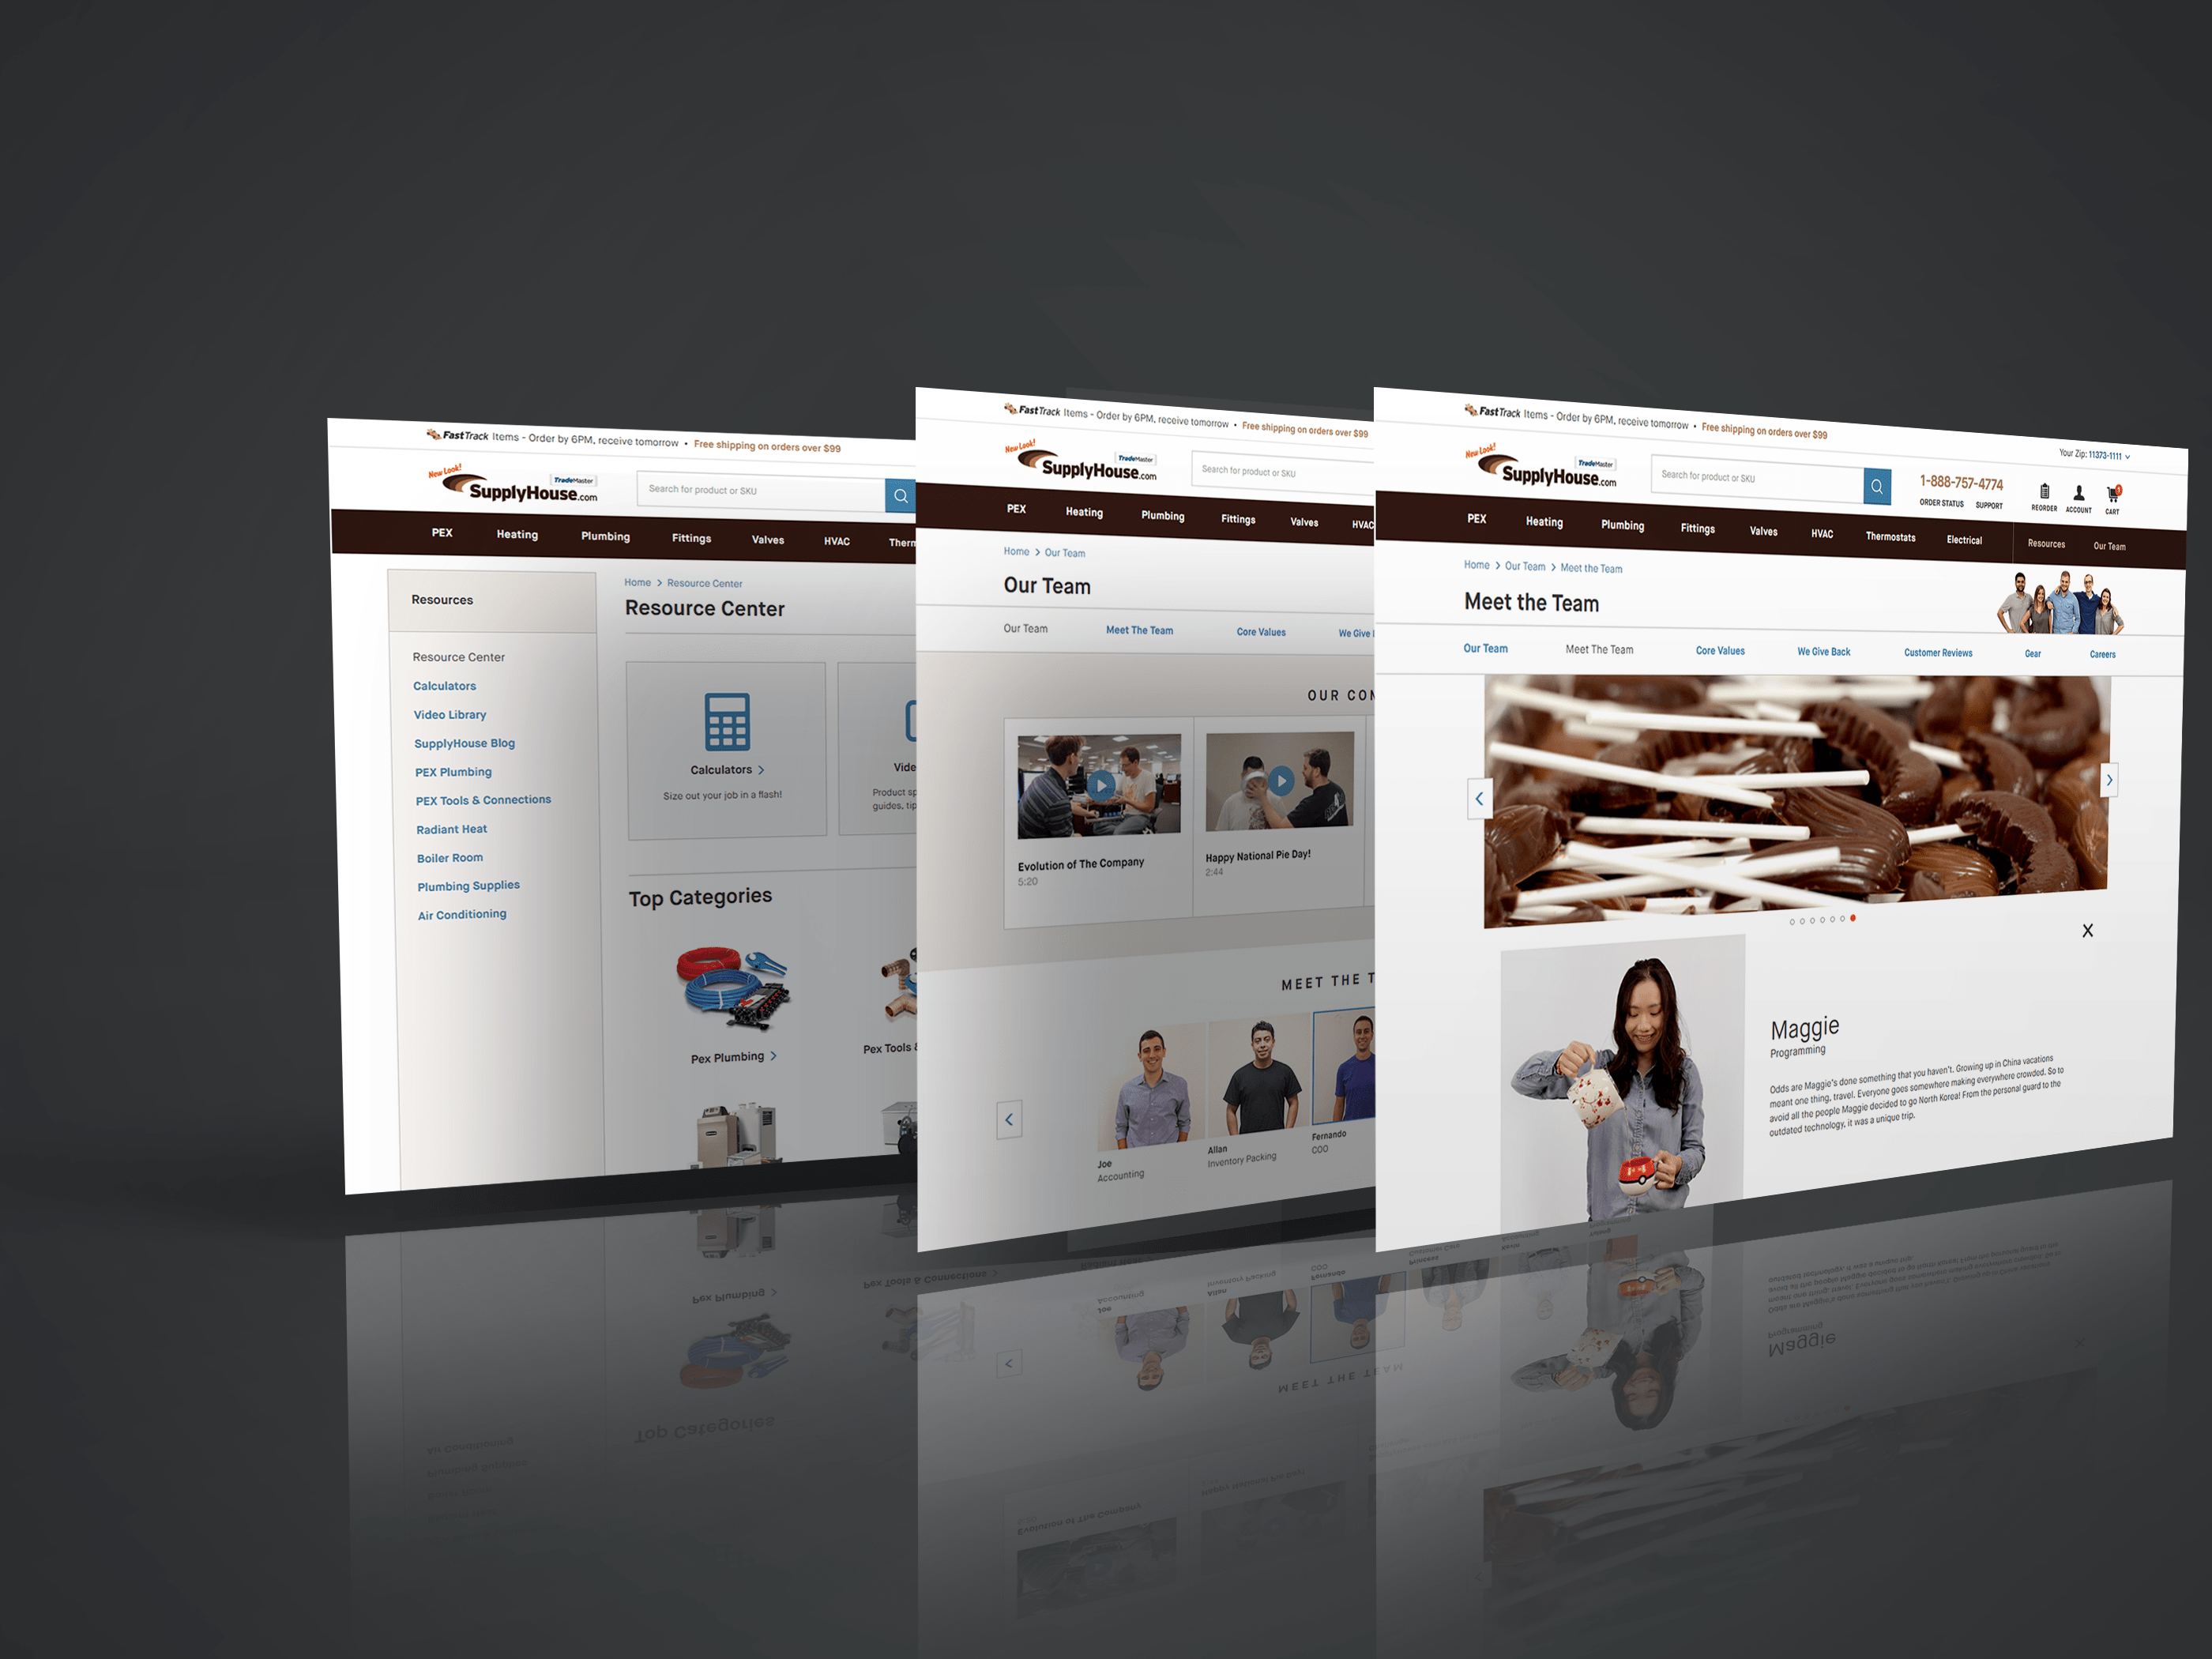 FastTrack Items - Order by 6PM, receive tomorrow • Free shipping on orders over $99
New Look!
SupplyHouse.com
TradeMaster
Search for product or SKU
PEX Heating Plumbing Fittings Valves HVAC Therm
Resources
Resource Center
Calculators
Video Library
SupplyHouse Blog
PEX Plumbing
PEX Tools & Connections
Radiant Heat
Boiler Room
Plumbing Supplies
Air Conditioning
Home > Resource Center
Resource Center
Calculators >
Size out your job in a flash!
Vide
Product sp
guides, tip
Top Categories
Pex Plumbing >
Pex Tools &
FastTrack Items - Order by 6PM, receive tomorrow • Free shipping on orders over $99
New Look!
SupplyHouse.com
TradeMaster
Search for product or SKU
PEX Heating Plumbing Fittings Valves HVAC
Home > Our Team
Our Team
Our Team Meet The Team Core Values We Give
OUR COM
Evolution of The Company
5:20
Happy National Pie Day!
2:44
MEET THE T
Joe
Accounting
Allan
Inventory Packing
Fernando
COO
FastTrack Items - Order by 6PM, receive tomorrow • Free shipping on orders over $99
Your Zip: 11373-1111
New Look!
SupplyHouse.com
TradeMaster
Search for product or SKU
1-888-757-4774
ORDER STATUS SUPPORT
REORDER ACCOUNT CART
1
PEX Heating Plumbing Fittings Valves HVAC Thermostats Electrical Resources Our Team
Home > Our Team > Meet the Team
Meet the Team
Our Team Meet The Team Core Values We Give Back Customer Reviews Gear Careers
X
Maggie
Programming
Odds are Maggie's done something that you haven't. Growing up in China vacations
meant one thing, travel. Everyone goes somewhere making everywhere crowded. So to
avoid all the people Maggie decided to go North Korea! From the personal guard to the
outdated technology, it was a unique trip.